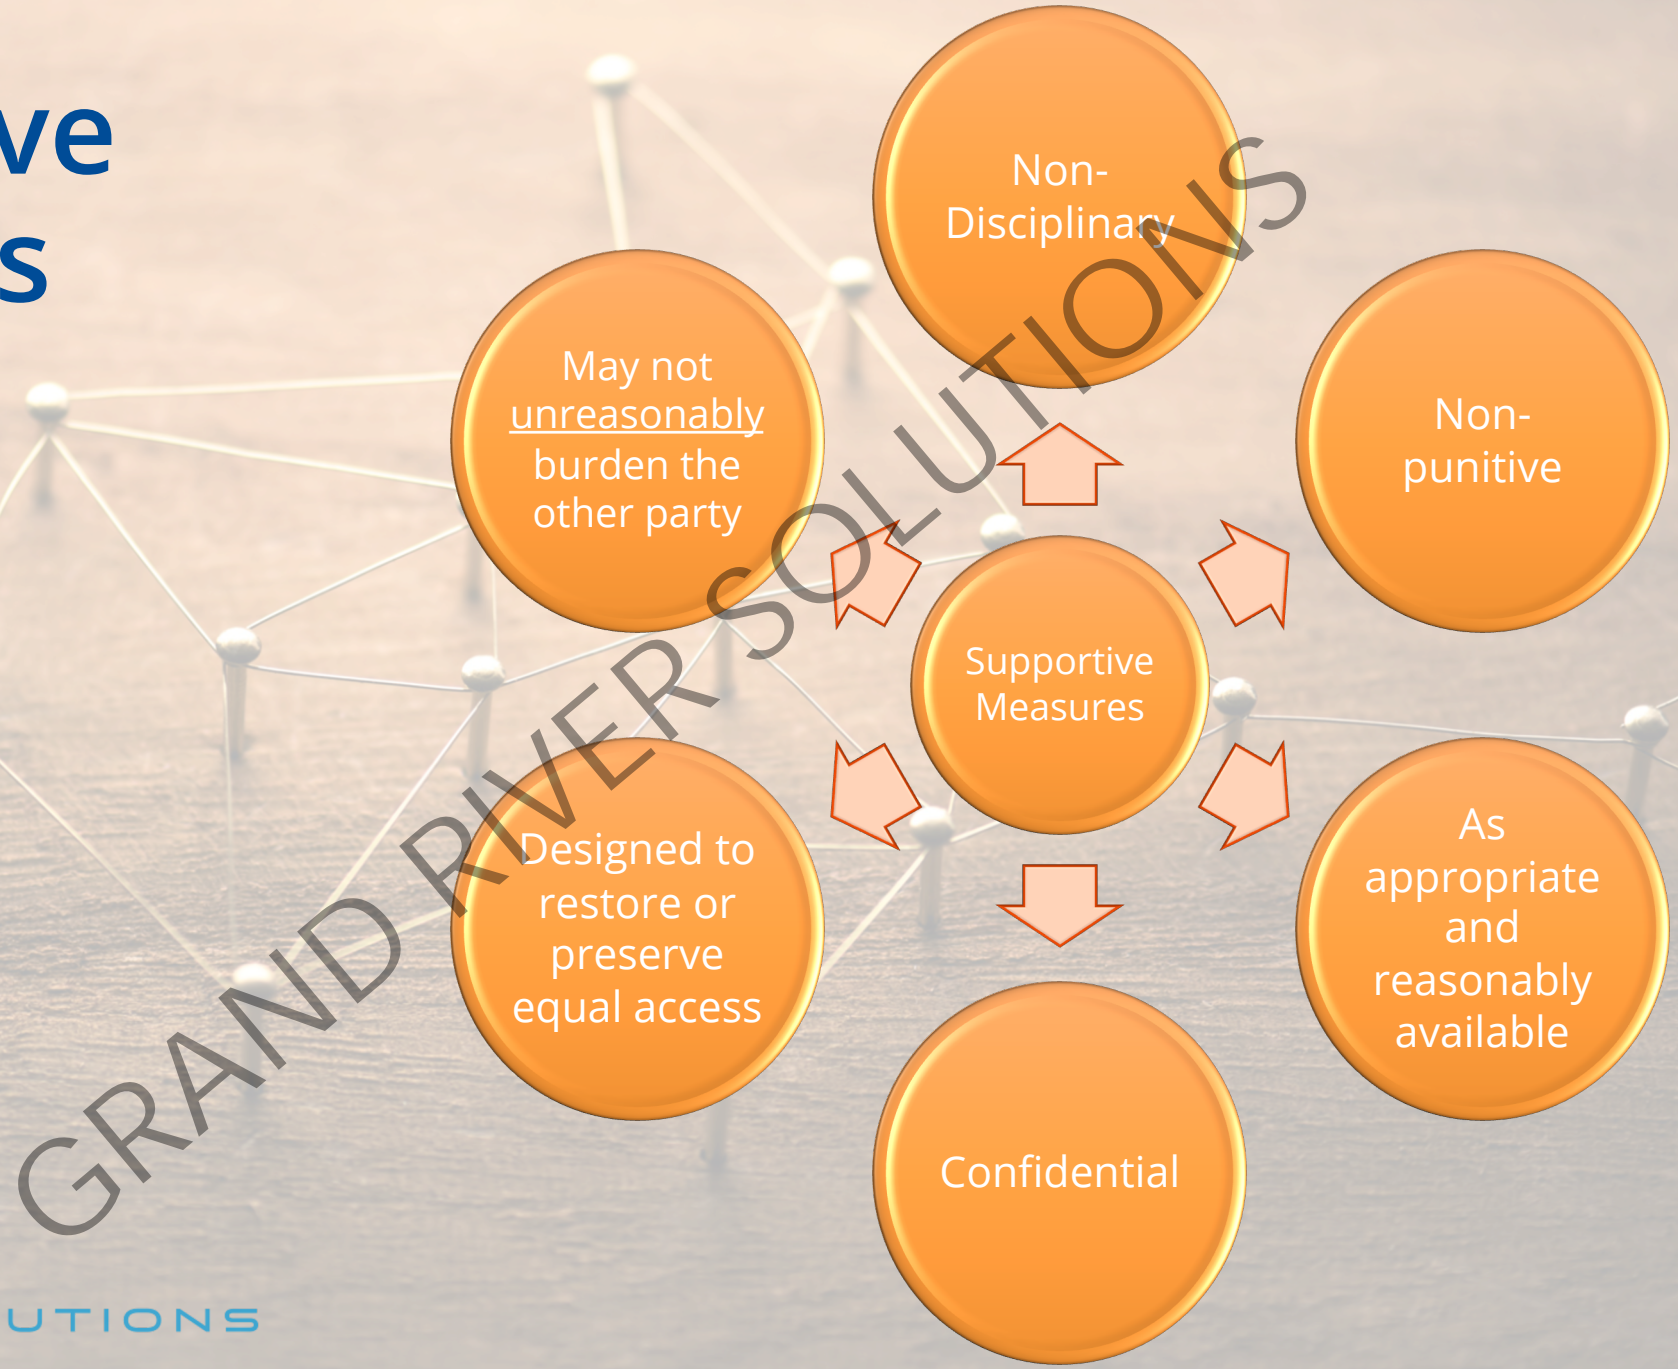 ve
s
Non-
Disciplinary
Non-
punitive
As
appropriate
and
reasonably
available
Confidential
Designed to
restore or
preserve
equal access
May not
unreasonably
burden the
other party
Supportive
Measures
GRAND RIVER SOLUTIONS
UTIONS